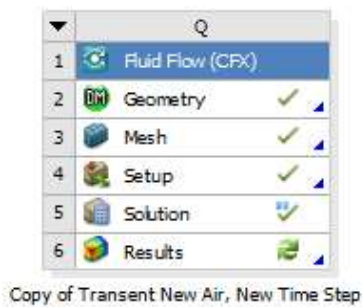 Q
1 Fluid Flow (CFX)
2 DM Geometry
3 Mesh
4 Setup
5 Solution
6 Results
Copy of Transent New Air, New Time Step